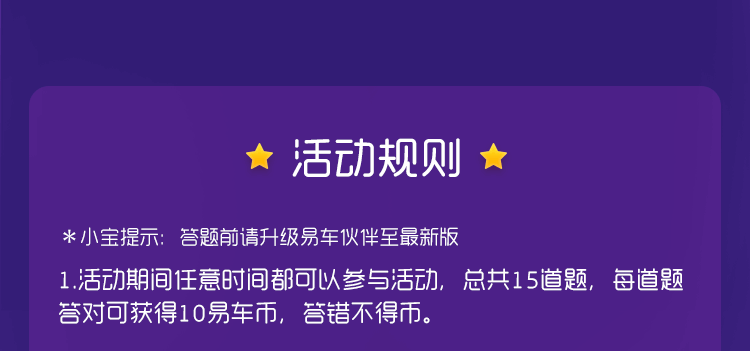 活动规则
＊小宝提示：答题前请升级易车伙伴至最新版
1.活动期间任意时间都可以参与活动，总共15道题，每道题
答对可获得10易车币，答错不得币。